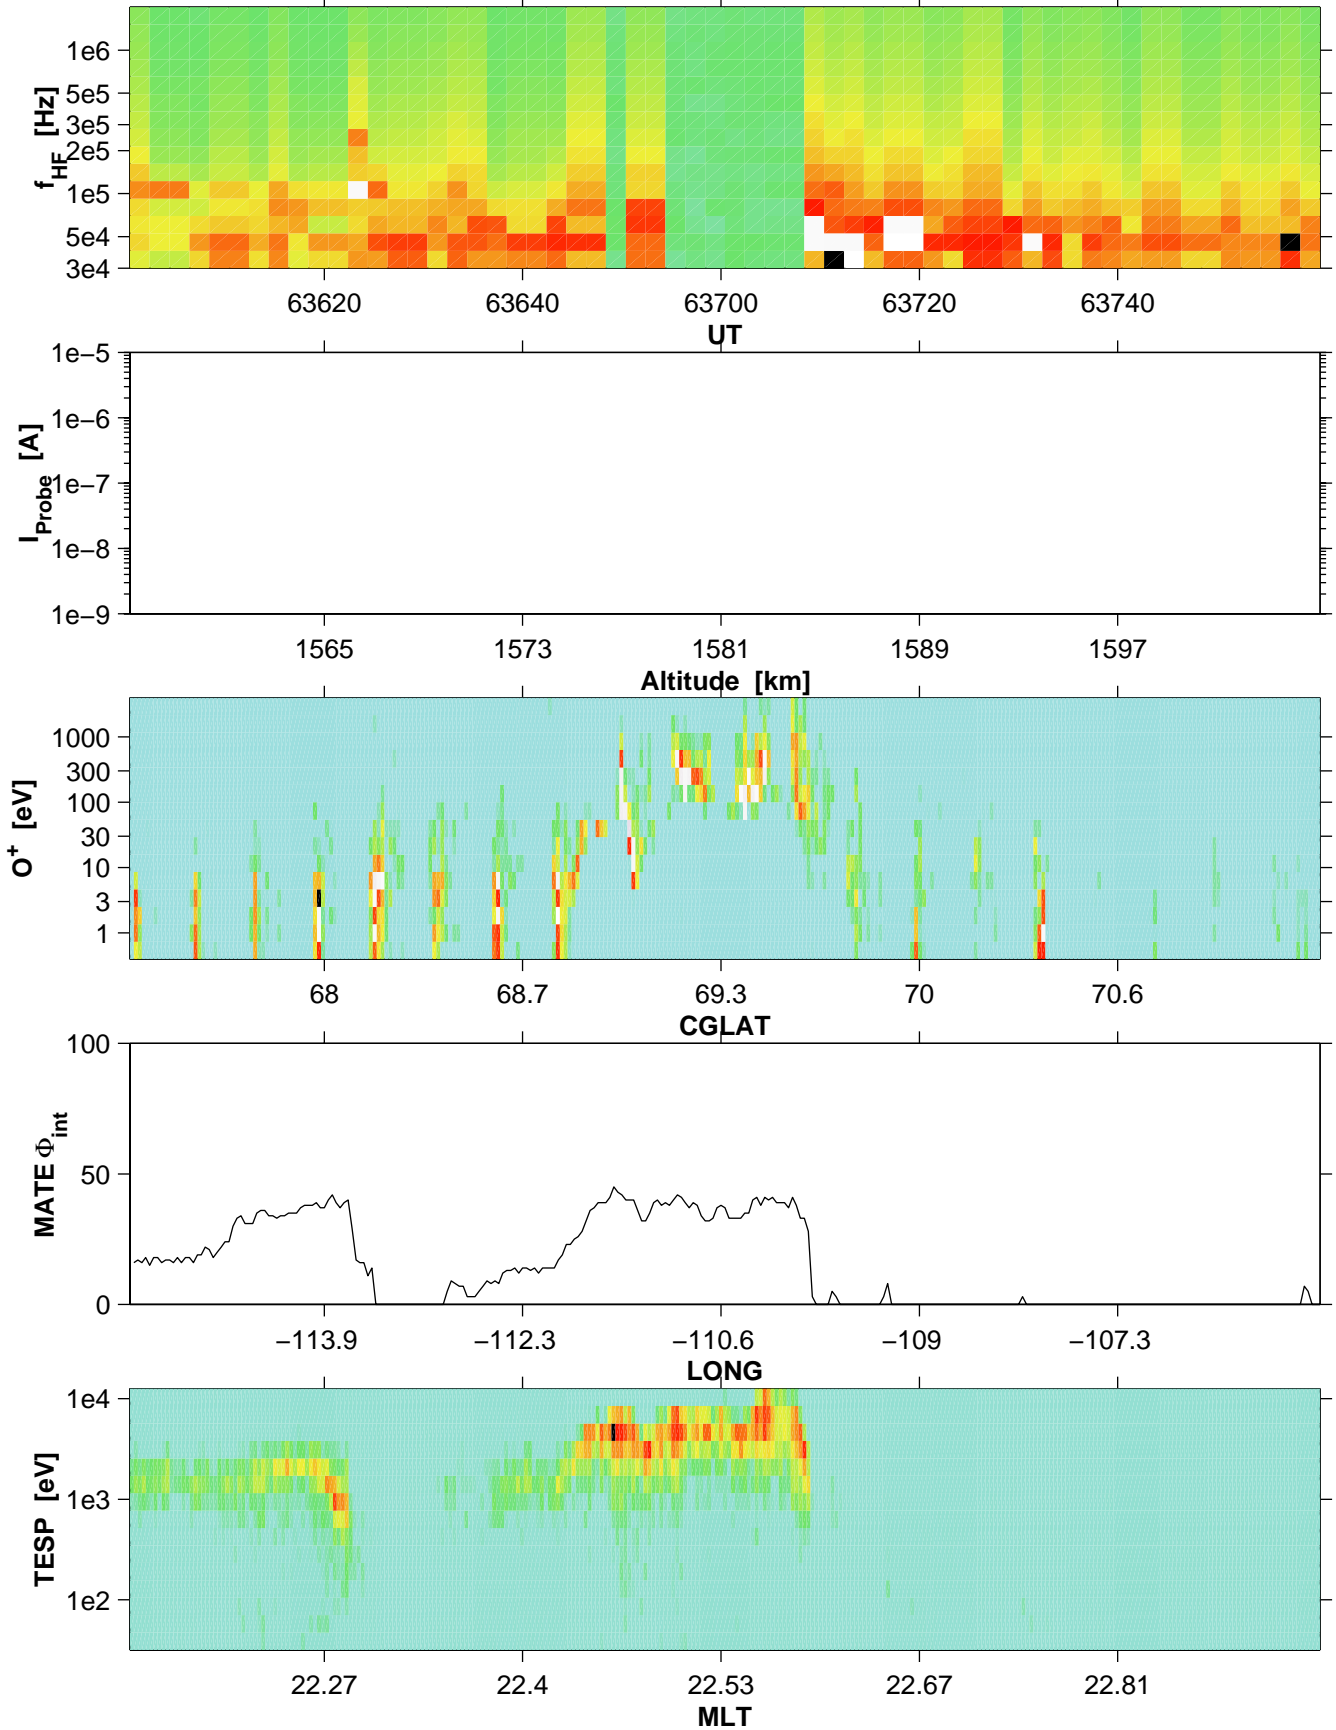 1e6
5e5
3e5
2e5
1e5
5e4
3e4
f_HF [Hz]
63620 63640 63700 63720 63740
UT
1e−5
1e−6
1e−7
1e−8
1e−9
I_Probe [A]
1565 1573 1581 1589 1597
Altitude [km]
1000
300
100
30
10
3
1
O⁺ [eV]
68 68.7 69.3 70 70.6
CGLAT
100
50
0
MATE Φ_int
−113.9 −112.3 −110.6 −109 −107.3
LONG
1e4
1e3
1e2
TESP [eV]
22.27 22.4 22.53 22.67 22.81
MLT